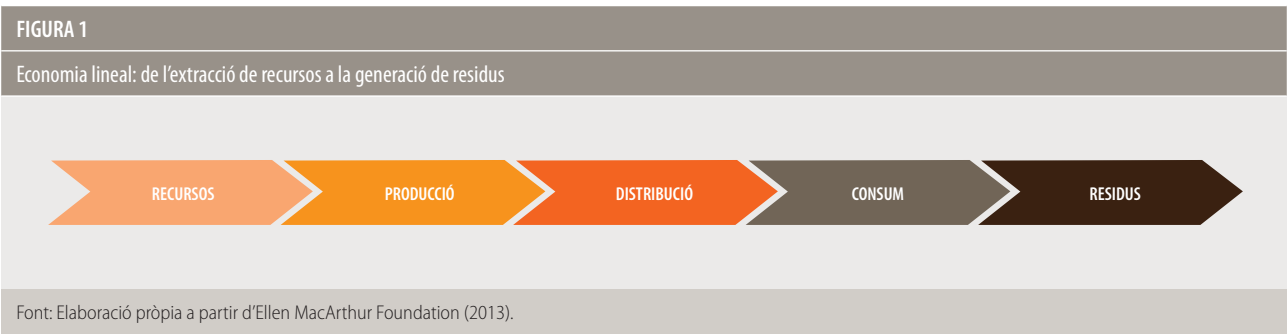 FIGURA 1
Economia lineal: de l’extracció de recursos a la generació de residus
RECURSOS PRODUCCIÓ DISTRIBUCIÓ CONSUM RESIDUS
Font: Elaboració pròpia a partir d’Ellen MacArthur Foundation (2013).